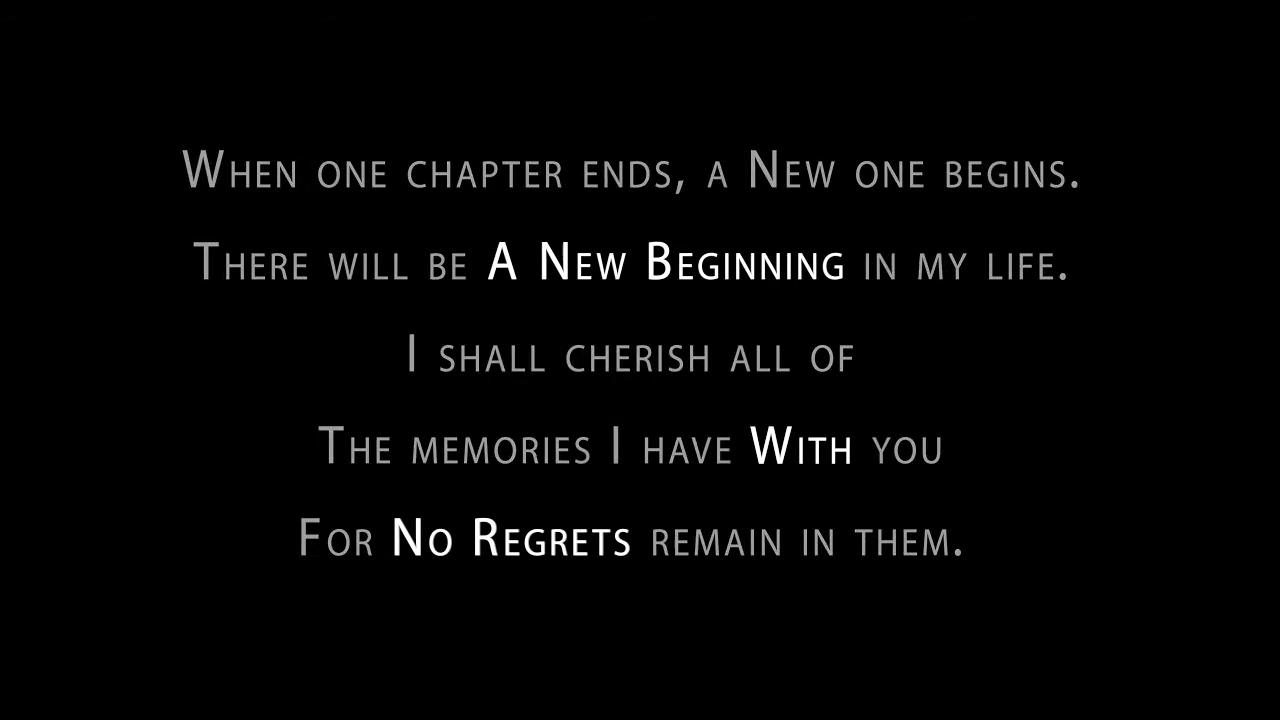 When one chapter ends, a New one begins.
There will be A New Beginning in my life.
I shall cherish all of
The memories I have With you
For No Regrets remain in them.